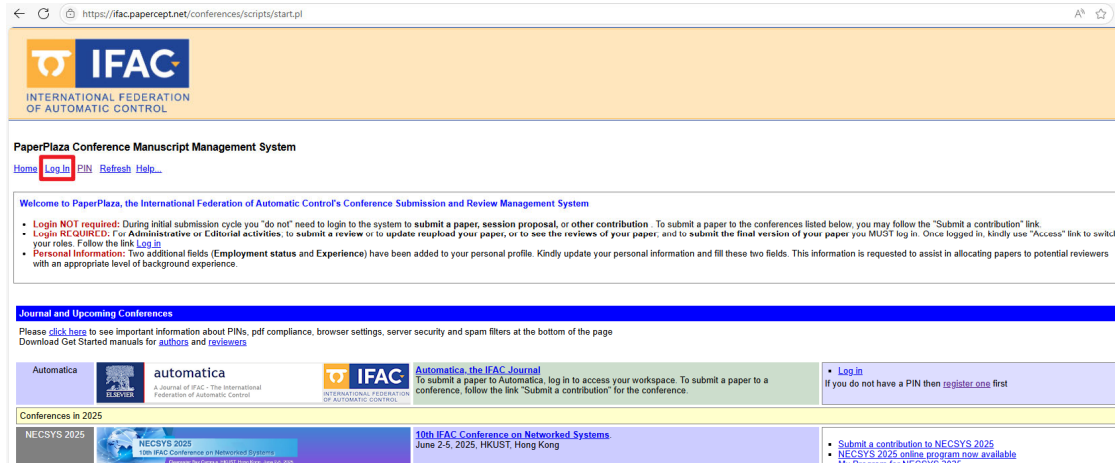 https://ifac.papercept.net/conferences/scripts/start.pl
IFAC
INTERNATIONAL FEDERATION
OF AUTOMATIC CONTROL
PaperPlaza Conference Manuscript Management System
Home Log In PIN Refresh Help...
Welcome to PaperPlaza, the International Federation of Automatic Control's Conference Submission and Review Management System
Login NOT required: During initial submission cycle you "do not" need to login to the system to submit a paper, session proposal, or other contribution . To submit a paper to the conferences listed below, you may follow the "Submit a contribution" link.
Login REQUIRED: For Administrative or Editorial activities; to submit a review or to update reupload your paper, or to see the reviews of your paper; and to submit the final version of your paper you MUST log in. Once logged in, kindly use "Access" link to switch
your roles. Follow the link Log in
Personal Information: Two additional fields (Employment status and Experience) have been added to your personal profile. Kindly update your personal information and fill these two fields. This information is requested to assist in allocating papers to potential reviewers
with an appropriate level of background experience.
Journal and Upcoming Conferences
Please click here to see important information about PINs, pdf compliance, browser settings, server security and spam filters at the bottom of the page
Download Get Started manuals for authors and reviewers
Automatica
ELSEVIER
automatica
A Journal of IFAC - The International
Federation of Automatic Control
IFAC
INTERNATIONAL FEDERATION
OF AUTOMATIC CONTROL
Automatica, the IFAC Journal
To submit a paper to Automatica, log in to access your workspace. To submit a paper to a
conference, follow the link "Submit a contribution" for the conference.
Log in
If you do not have a PIN then register one first
Conferences in 2025
NECSYS 2025
NECSYS 2025
10th IFAC Conference on Networked Systems
10th IFAC Conference on Networked Systems
June 2-5, 2025, HKUST, Hong Kong
Submit a contribution to NECSYS 2025
NECSYS 2025 online program now available
My Program for NECSYS 2025